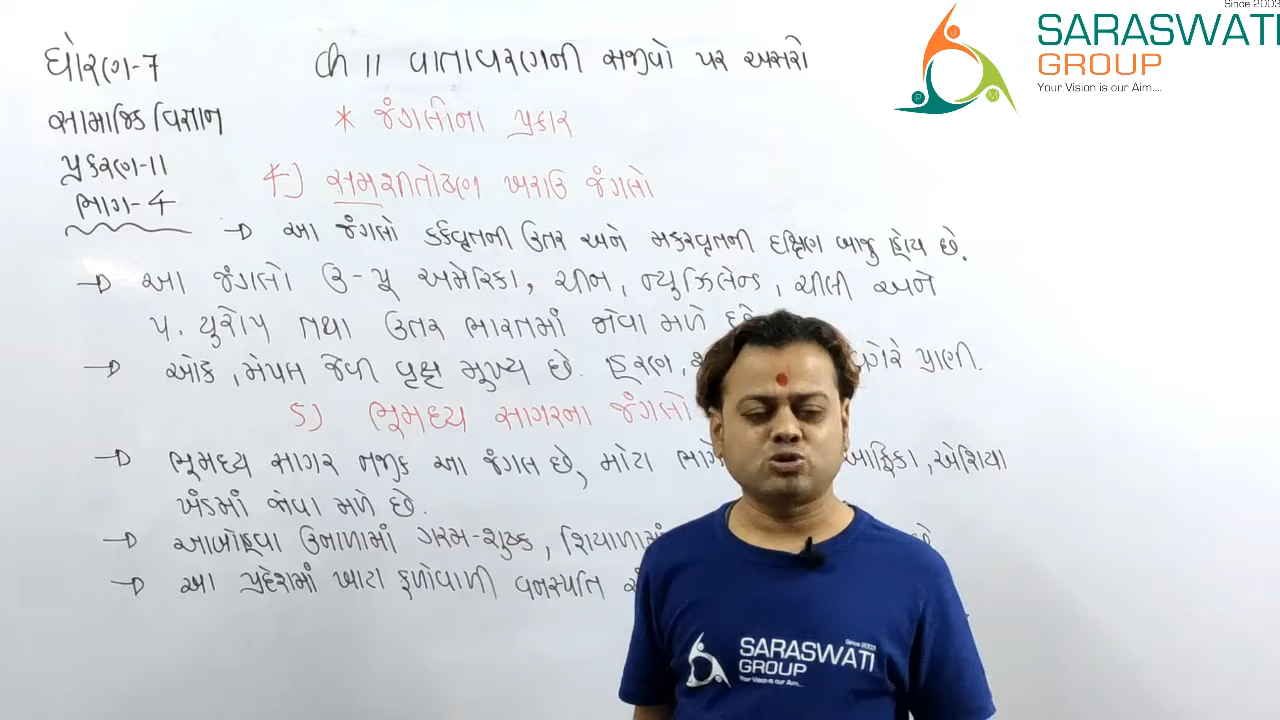 ધોરણ-7
સામાજિક વિજ્ઞાન
પ્રકરણ-11
ભાગ-4
ch 11 વાતાવરણની સજીવો પર અસરો
* જંગલોના પ્રકાર
4) સમશીતોષ્ણ ખરાઉ જંગલો
→ આ જંગલો કર્કવૃતની ઉત્તર અને મકરવૃતની દક્ષિણ બાજુ હોય છે.
→ આ જંગલો ઉ-પૂ અમેરિકા, ચીન, ન્યુઝિલેન્ડ, ચીલી અને
પ. યુરોપ તથા ઉત્તર ભારતમાં જોવા મળે છે
→ ઓક, મેપલ જેવી વૃક્ષ મુખ્ય છે. હરણ, વગેરે પ્રાણી.
5) ભૂમધ્ય સાગરના જંગલો
→ ભૂમધ્ય સાગર નજીક આ જંગલ છે, મોટા ભાગે આફ્રિકા, એશિયા
ખંડમાં જોવા મળે છે.
→ આબોહવા ઉનાળામાં ગરમ-શુષ્ક, શિયાળામાં
→ આ પ્રદેશમાં ખાટા ફળોવાળી વનસ્પતિ
Since 2003
SARASWATI
GROUP
Your Vision is our Aim....
P
J
M
Since 2003
SARASWATI
GROUP
Your Vision is our Aim...